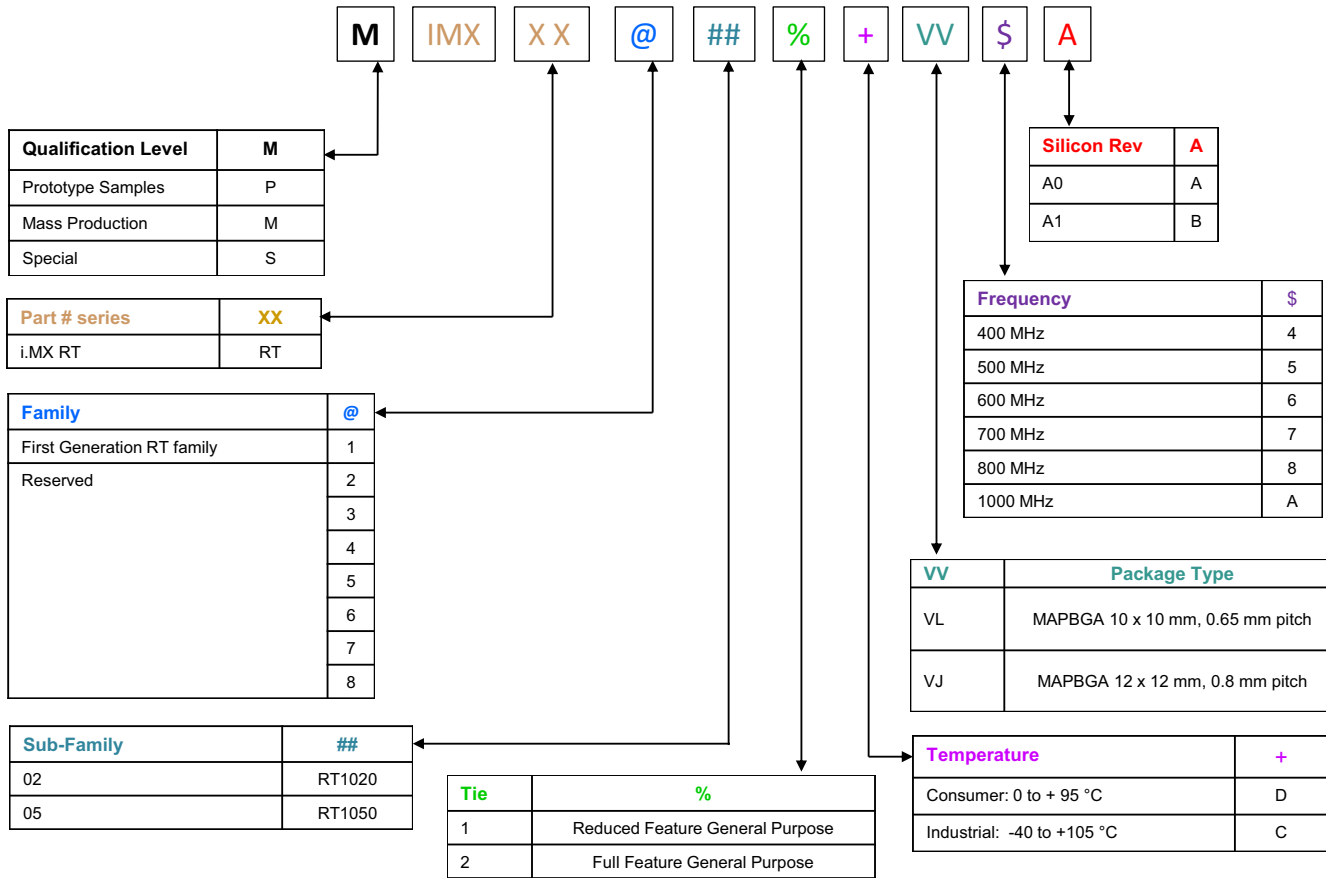 M IMX X X @ ## % + VV $ A
Qualification Level M
Prototype Samples P
Mass Production M
Special S
Silicon Rev A
A0 A
A1 B
Part # series XX
i.MX RT RT
Frequency $
400 MHz 4
500 MHz 5
600 MHz 6
700 MHz 7
800 MHz 8
1000 MHz A
Family @
First Generation RT family 1
Reserved 2
3
4
5
6
7
8
VV Package Type
VL MAPBGA 10 x 10 mm, 0.65 mm pitch
VJ MAPBGA 12 x 12 mm, 0.8 mm pitch
Sub-Family ##
02 RT1020
05 RT1050
Tie %
1 Reduced Feature General Purpose
2 Full Feature General Purpose
Temperature +
Consumer: 0 to + 95 °C D
Industrial: -40 to +105 °C C